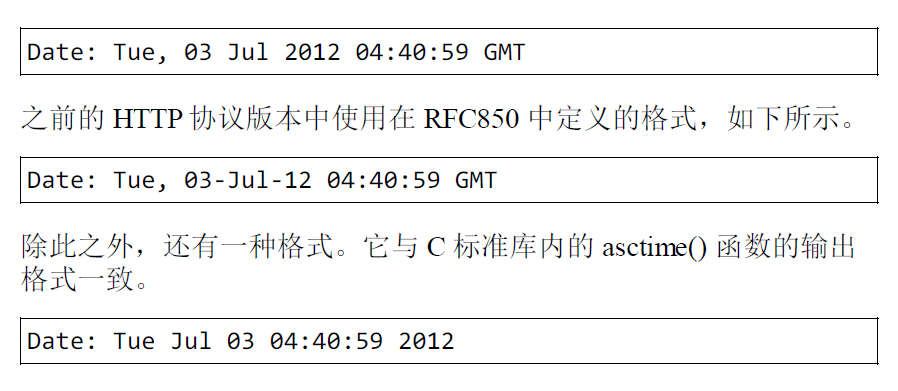 Date: Tue, 03 Jul 2012 04:40:59 GMT
之前的 HTTP 协议版本中使用在 RFC850 中定义的格式，如下所示。
Date: Tue, 03-Jul-12 04:40:59 GMT
除此之外，还有一种格式。它与 C 标准库内的 asctime() 函数的输出
格式一致。
Date: Tue Jul 03 04:40:59 2012